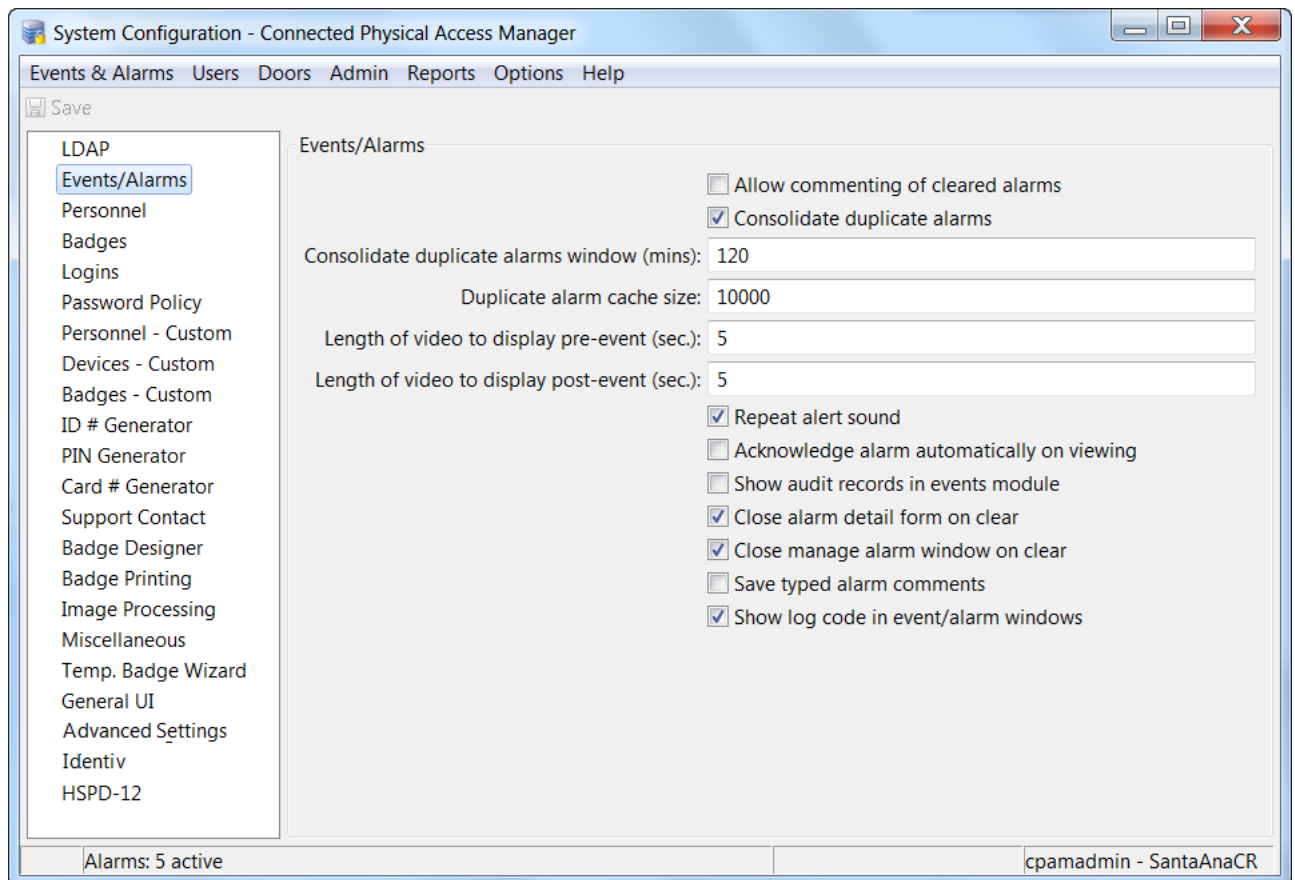 System Configuration - Connected Physical Access Manager
Events & Alarms Users Doors Admin Reports Options Help
Save
LDAP
Events/Alarms
Personnel
Badges
Logins
Password Policy
Personnel - Custom
Devices - Custom
Badges - Custom
ID # Generator
PIN Generator
Card # Generator
Support Contact
Badge Designer
Badge Printing
Image Processing
Miscellaneous
Temp. Badge Wizard
General UI
Advanced Settings
Identiv
HSPD-12
Events/Alarms
Allow commenting of cleared alarms
Consolidate duplicate alarms
Consolidate duplicate alarms window (mins): 120
Duplicate alarm cache size: 10000
Length of video to display pre-event (sec.): 5
Length of video to display post-event (sec.): 5
Repeat alert sound
Acknowledge alarm automatically on viewing
Show audit records in events module
Close alarm detail form on clear
Close manage alarm window on clear
Save typed alarm comments
Show log code in event/alarm windows
Alarms: 5 active
cpamadmin - SantaAnaCR